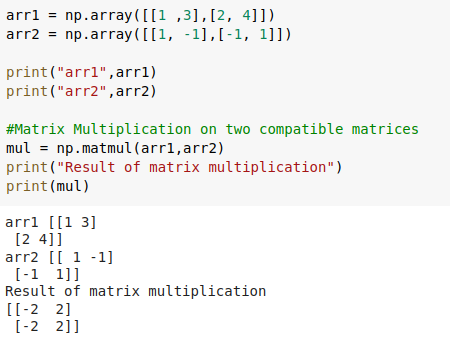 arr1 = np.array([[1 ,3],[2, 4]])
arr2 = np.array([[1, -1],[-1, 1]])
print("arr1",arr1)
print("arr2",arr2)
#Matrix Multiplication on two compatible matrices
mul = np.matmul(arr1,arr2)
print("Result of matrix multiplication")
print(mul)
arr1 [[1 3]
 [2 4]]
arr2 [[ 1 -1]
 [-1  1]]
Result of matrix multiplication
[[-2  2]
 [-2  2]]